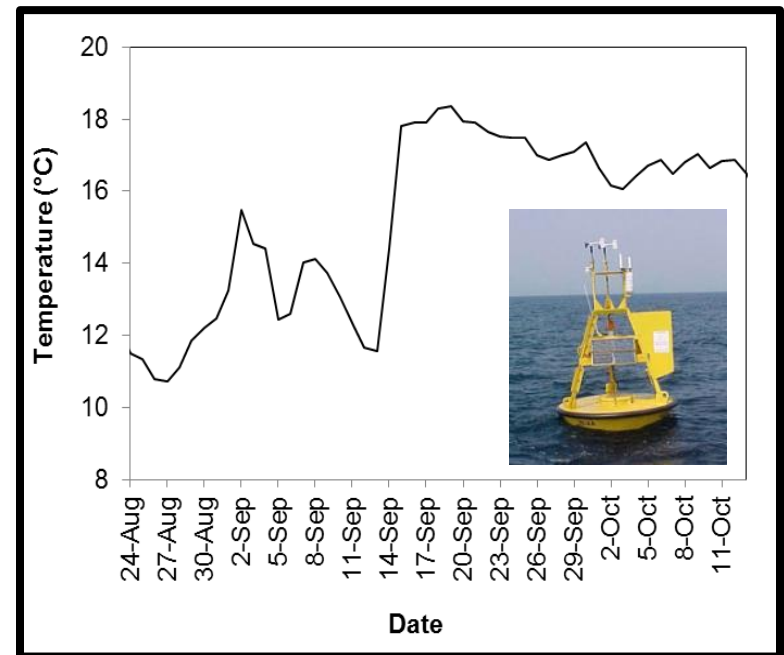 20
18
16
14
12
10
8
Temperature (°C)
24-Aug
27-Aug
30-Aug
2-Sep
5-Sep
8-Sep
11-Sep
14-Sep
17-Sep
20-Sep
23-Sep
26-Sep
29-Sep
2-Oct
5-Oct
8-Oct
11-Oct
Date